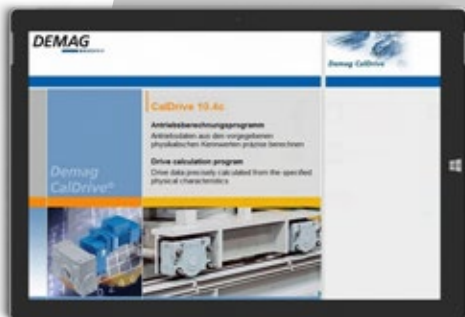 DEMAG
Demag CalDrive
CalDrive 10.4c
Antriebsberechnungsprogramm
Antriebsdaten aus den vorgegebenen
physikalischen Kennwerten präzise berechnen
Drive calculation program
Drive data precisely calculated from the specified
physical characteristics
Demag
CalDrive®